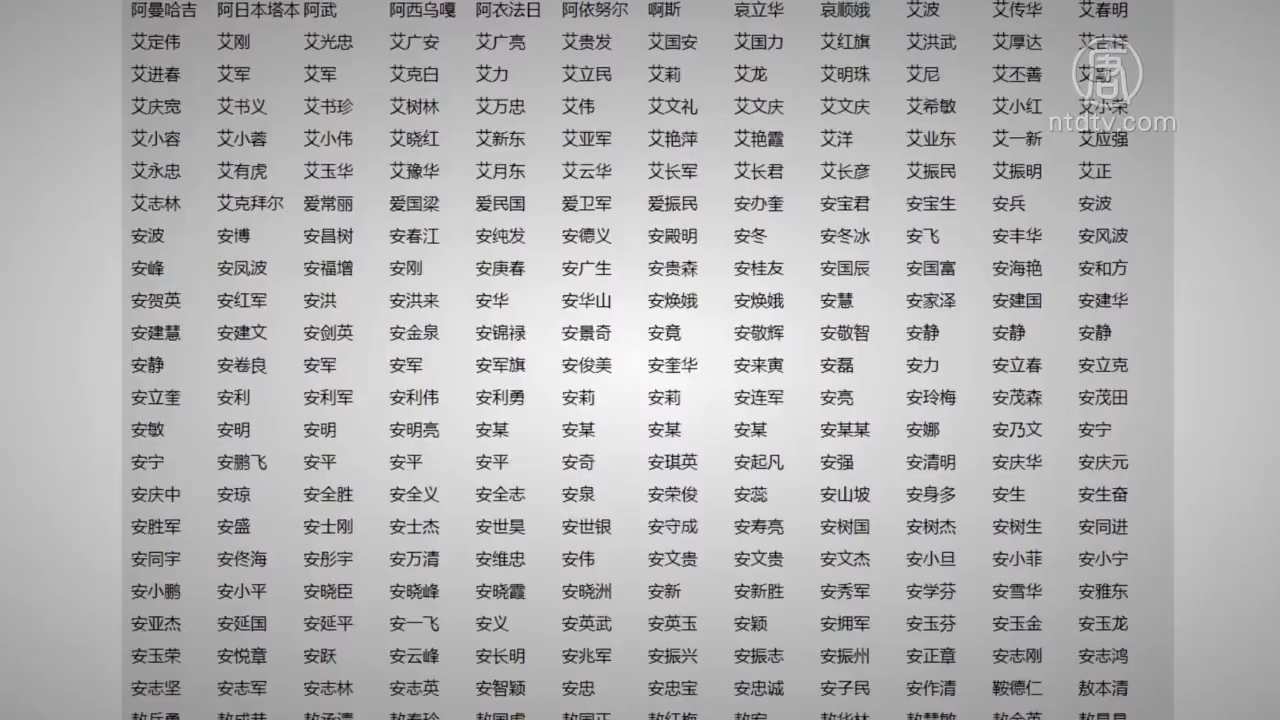 阿曼哈吉 阿日本塔本 阿武 阿西乌嘎 阿衣法日 阿依努尔 啊斯 哀立华 哀顺娥 艾波 艾传华 艾春明
艾定伟 艾刚 艾光忠 艾广安 艾广亮 艾贵发 艾国安 艾国力 艾红旗 艾洪武 艾厚达 艾吉祥
艾进春 艾军 艾军 艾克白 艾力 艾立民 艾莉 艾龙 艾明珠 艾尼 艾丕善
艾庆宽 艾书义 艾书珍 艾树林 艾万忠 艾伟 艾文礼 艾文庆 艾文庆 艾希敏 艾小红 艾小荣
ntdtv.com
艾小容 艾小蓉 艾小伟 艾晓红 艾新东 艾亚军 艾艳萍 艾艳霞 艾洋 艾业东 艾一新 艾应强
艾永忠 艾有虎 艾玉华 艾豫华 艾月东 艾云华 艾长军 艾长君 艾长彦 艾振民 艾振明 艾正
艾志林 艾克拜尔 爱常丽 爱国梁 爱民国 爱卫军 爱振民 安办奎 安宝君 安宝生 安兵 安波
安波 安博 安昌树 安春江 安纯发 安德义 安殿明 安冬 安冬冰 安飞 安丰华 安风波
安峰 安凤波 安福增 安刚 安庚春 安广生 安贵森 安桂友 安国辰 安国富 安海艳 安和方
安贺英 安红军 安洪 安洪来 安华 安华山 安焕娥 安焕娥 安慧 安家泽 安建国 安建华
安建慧 安建文 安剑英 安金泉 安锦禄 安景奇 安竟 安敬辉 安敬智 安静 安静 安静
安静 安卷良 安军 安军 安军旗 安俊美 安奎华 安来寅 安磊 安力 安立春 安立克
安立奎 安利 安利军 安利伟 安利勇 安莉 安莉 安连军 安亮 安玲梅 安茂森 安茂田
安敏 安明 安明 安明亮 安某 安某 安某 安某 安某某 安娜 安乃文 安宁
安宁 安鹏飞 安平 安平 安平 安奇 安琪英 安起凡 安强 安清明 安庆华 安庆元
安庆中 安琼 安全胜 安全义 安全志 安泉 安荣俊 安蕊 安山坡 安身多 安生 安生奋
安胜军 安盛 安士刚 安士杰 安世昊 安世银 安守成 安寿亮 安树国 安树杰 安树生 安同进
安同宇 安佟海 安彤宇 安万清 安维忠 安伟 安文贵 安文贵 安文杰 安小旦 安小菲 安小宁
安小鹏 安小平 安晓臣 安晓峰 安晓霞 安晓洲 安新 安新胜 安秀军 安学芬 安雪华 安雅东
安亚杰 安延国 安延平 安一飞 安义 安英武 安英玉 安颖 安拥军 安玉芬 安玉金 安玉龙
安玉荣 安悦章 安跃 安云峰 安长明 安兆军 安振兴 安振志 安振州 安正章 安志刚 安志鸿
安志坚 安志军 安志林 安志英 安智颖 安忠 安忠宝 安忠诚 安子民 安作清 鞍德仁 敖本清